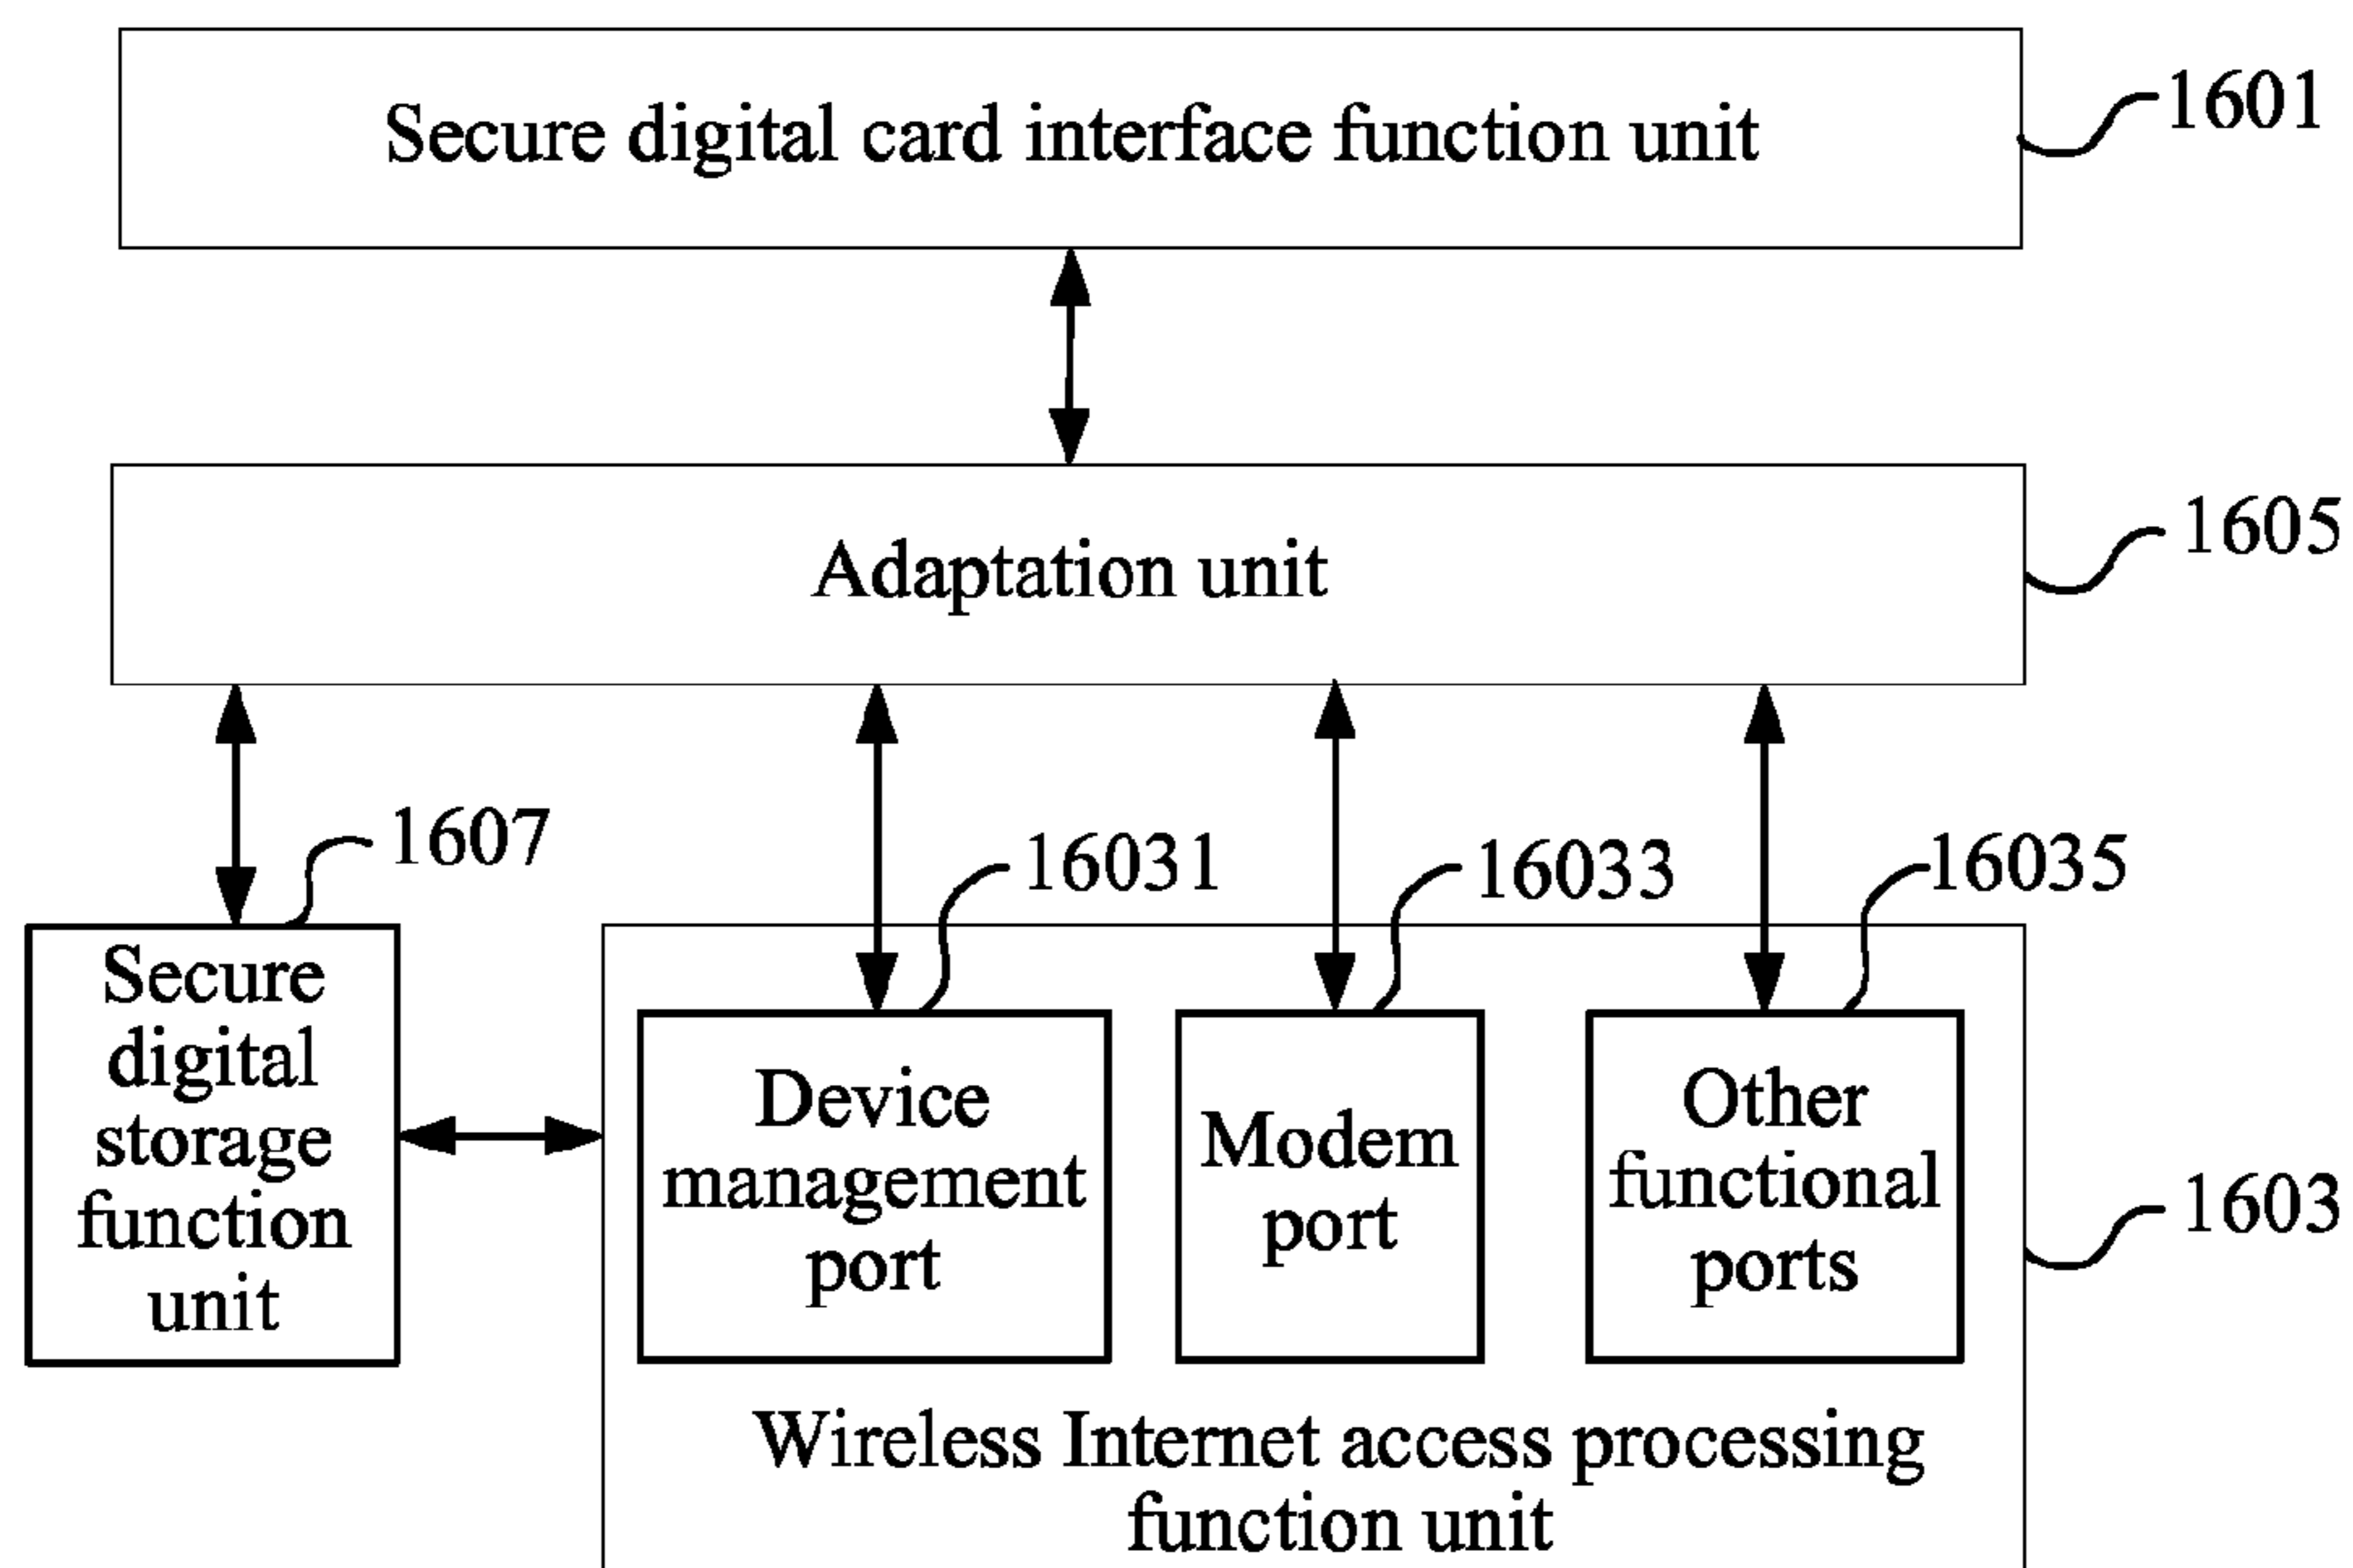 Secure digital card interface function unit
1601
Adaptation unit
1605
1607
16031
16033
16035
Secure
digital
storage
function
unit
Device
management
port
Modem
port
Other
functional
ports
1603
Wireless Internet access processing
function unit